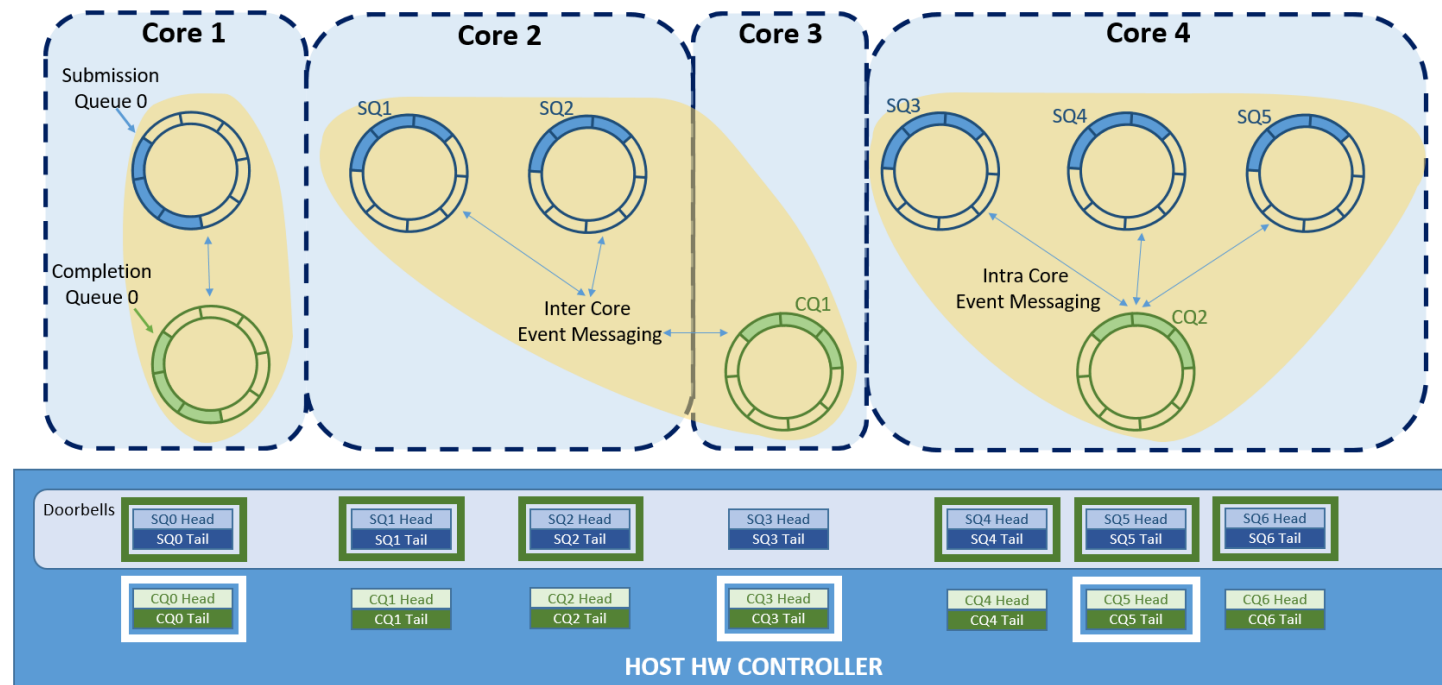 Core 1
Core 2
Core 3
Core 4
Submission
Queue 0
SQ1
SQ2
SQ3
SQ4
SQ5
Completion
Queue 0
Inter Core
Event Messaging
CQ1
Intra Core
Event Messaging
CQ2
Doorbells
SQ0 Head
SQ0 Tail
SQ1 Head
SQ1 Tail
SQ2 Head
SQ2 Tail
SQ3 Head
SQ3 Tail
SQ4 Head
SQ4 Tail
SQ5 Head
SQ5 Tail
SQ6 Head
SQ6 Tail
CQ0 Head
CQ0 Tail
CQ1 Head
CQ1 Tail
CQ2 Head
CQ2 Tail
CQ3 Head
CQ3 Tail
CQ4 Head
CQ4 Tail
CQ5 Head
CQ5 Tail
CQ6 Head
CQ6 Tail
HOST HW CONTROLLER